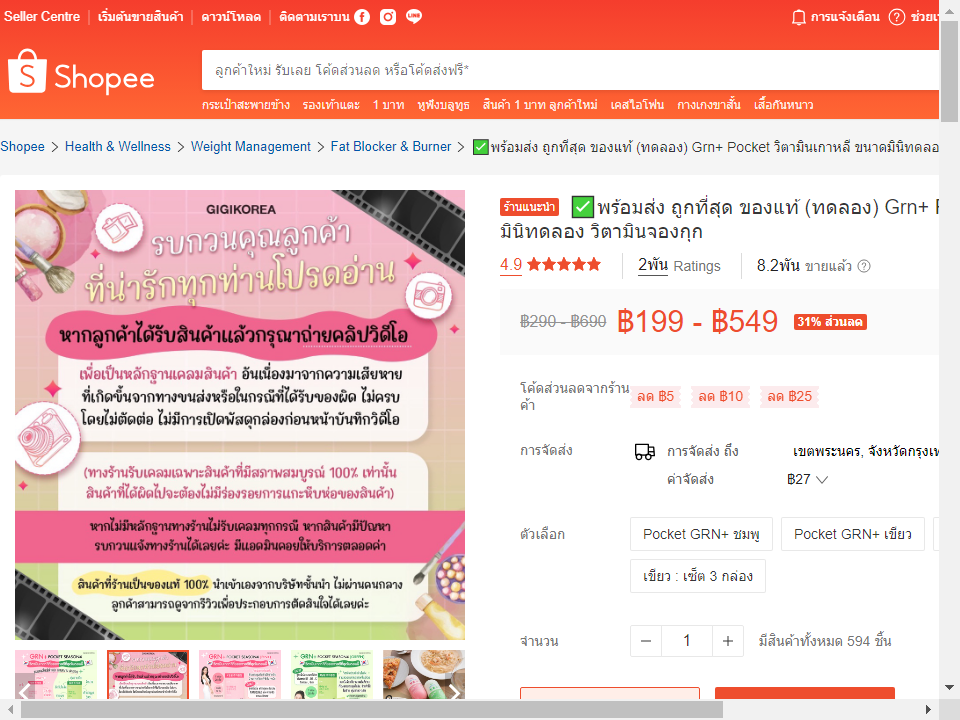 Seller Centre
เริ่มต้นขายสินค้า
ดาวน์โหลด
ติดตามเราบน
การแจ้งเตือน
Shopee
ลูกค้าใหม่ รับเลย โค้ดส่วนลด หรือโค้ดส่งฟรี*
กระเป๋าสะพายข้าง รองเท้าแตะ 1 บาท หูฟังบลูทูธ สินค้า 1 บาท ลูกค้าใหม่ เคสไอโฟน กางเกงขาสั้น เสื้อกันหนาว
Shopee > Health & Wellness > Weight Management > Fat Blocker & Burner > ✅พร้อมส่ง ถูกที่สุด ของแท้ (ทดลอง) Grn+ Pocket วิตามินเกาหลี ขนาดมินิทดลอ
GIGIKOREA
รบกวนคุณลูกค้า
ที่น่ารักทุกท่านโปรดอ่าน
หากลูกค้าได้รับสินค้าแล้วกรุณาถ่ายคลิปวิดีโอ
เพื่อเป็นหลักฐานเคลมสินค้า อันเนื่องมาจากความเสียหาย
ที่เกิดขึ้นจากทางขนส่งหรือในกรณีที่ได้รับของผิด ไม่ครบ
โดยไม่ตัดต่อ ไม่มีการเปิดพัสดุกล่องก่อนหน้าบันทึกวิดีโอ
(ทางร้านรับเคลมเฉพาะสินค้าที่มีสภาพสมบูรณ์ 100% เท่านั้น
สินค้าที่ได้ผิดไปจะต้องไม่มีร่องรอยการแกะหีบห่อของสินค้า)
หากไม่มีหลักฐานทางร้านไม่รับเคลมทุกกรณี หากสินค้ามีปัญหา
รบกวนแจ้งทางร้านได้เลยค่ะ มีแอดมินคอยให้บริการตลอดค่า
สินค้าที่ร้านเป็นของแท้ 100% นำเข้าเองจากบริษัทชั้นนำ ไม่ผ่านคนกลาง
ลูกค้าสามารถดูจากรีวิวเพื่อประกอบการตัดสินใจได้เลยค่ะ
ร้านแนะนำ ✅พร้อมส่ง ถูกที่สุด ของแท้ (ทดลอง) Grn+
มินิทดลอง วิตามินจองกุก
4.9
2พัน Ratings
8.2พัน ขายแล้ว
฿290 - ฿690 ฿199 - ฿549 31% ส่วนลด
โค้ดส่วนลดจากร้าน
ค้า
ลด ฿5 ลด ฿10 ลด ฿25
การจัดส่ง การจัดส่ง ถึง เขตพระนคร, จังหวัดกรุงเท
ค่าจัดส่ง ฿27
ตัวเลือก Pocket GRN+ ชมพู Pocket GRN+ เขียว
เขียว : เซ็ต 3 กล่อง
จำนวน 1 มีสินค้าทั้งหมด 594 ชิ้น